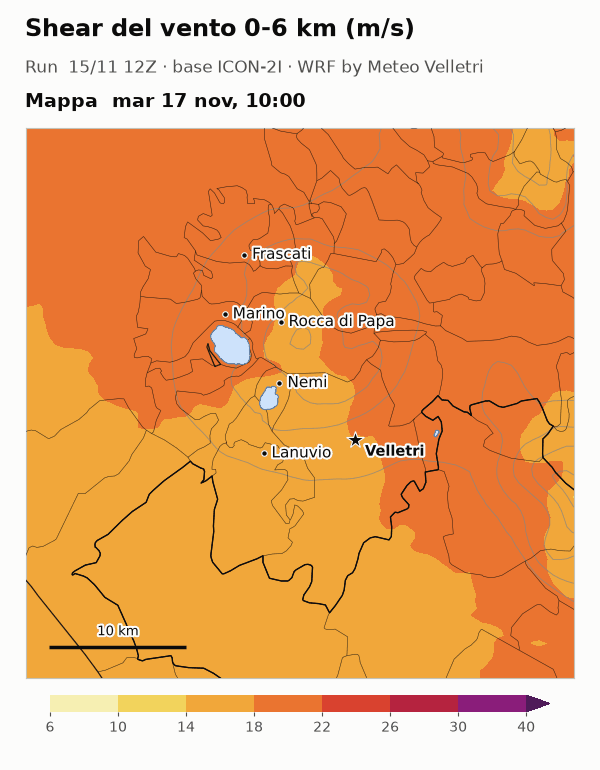 Shear del vento 0-6 km (m/s)
Run  15/11 12Z · base ICON-2I · WRF by Meteo Velletri
Mappa  mar 17 nov, 10:00
Frascati
Marino
Rocca di Papa
Nemi
Velletri
Lanuvio
10 km
6 10 14 18 22 26 30 40